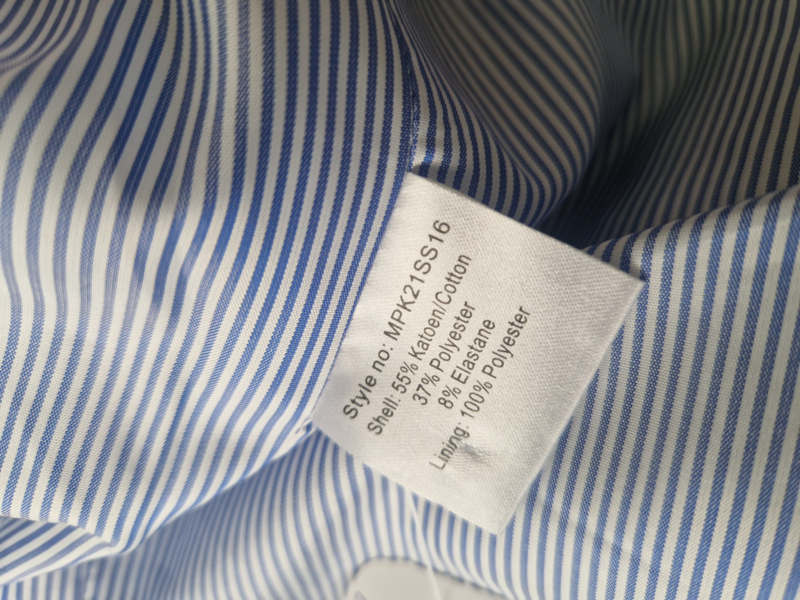 Style no: MPK21SS16
Shell: 55% Katoen/Cotton
37% Polyester
8% Elastane
Lining: 100% Polyester